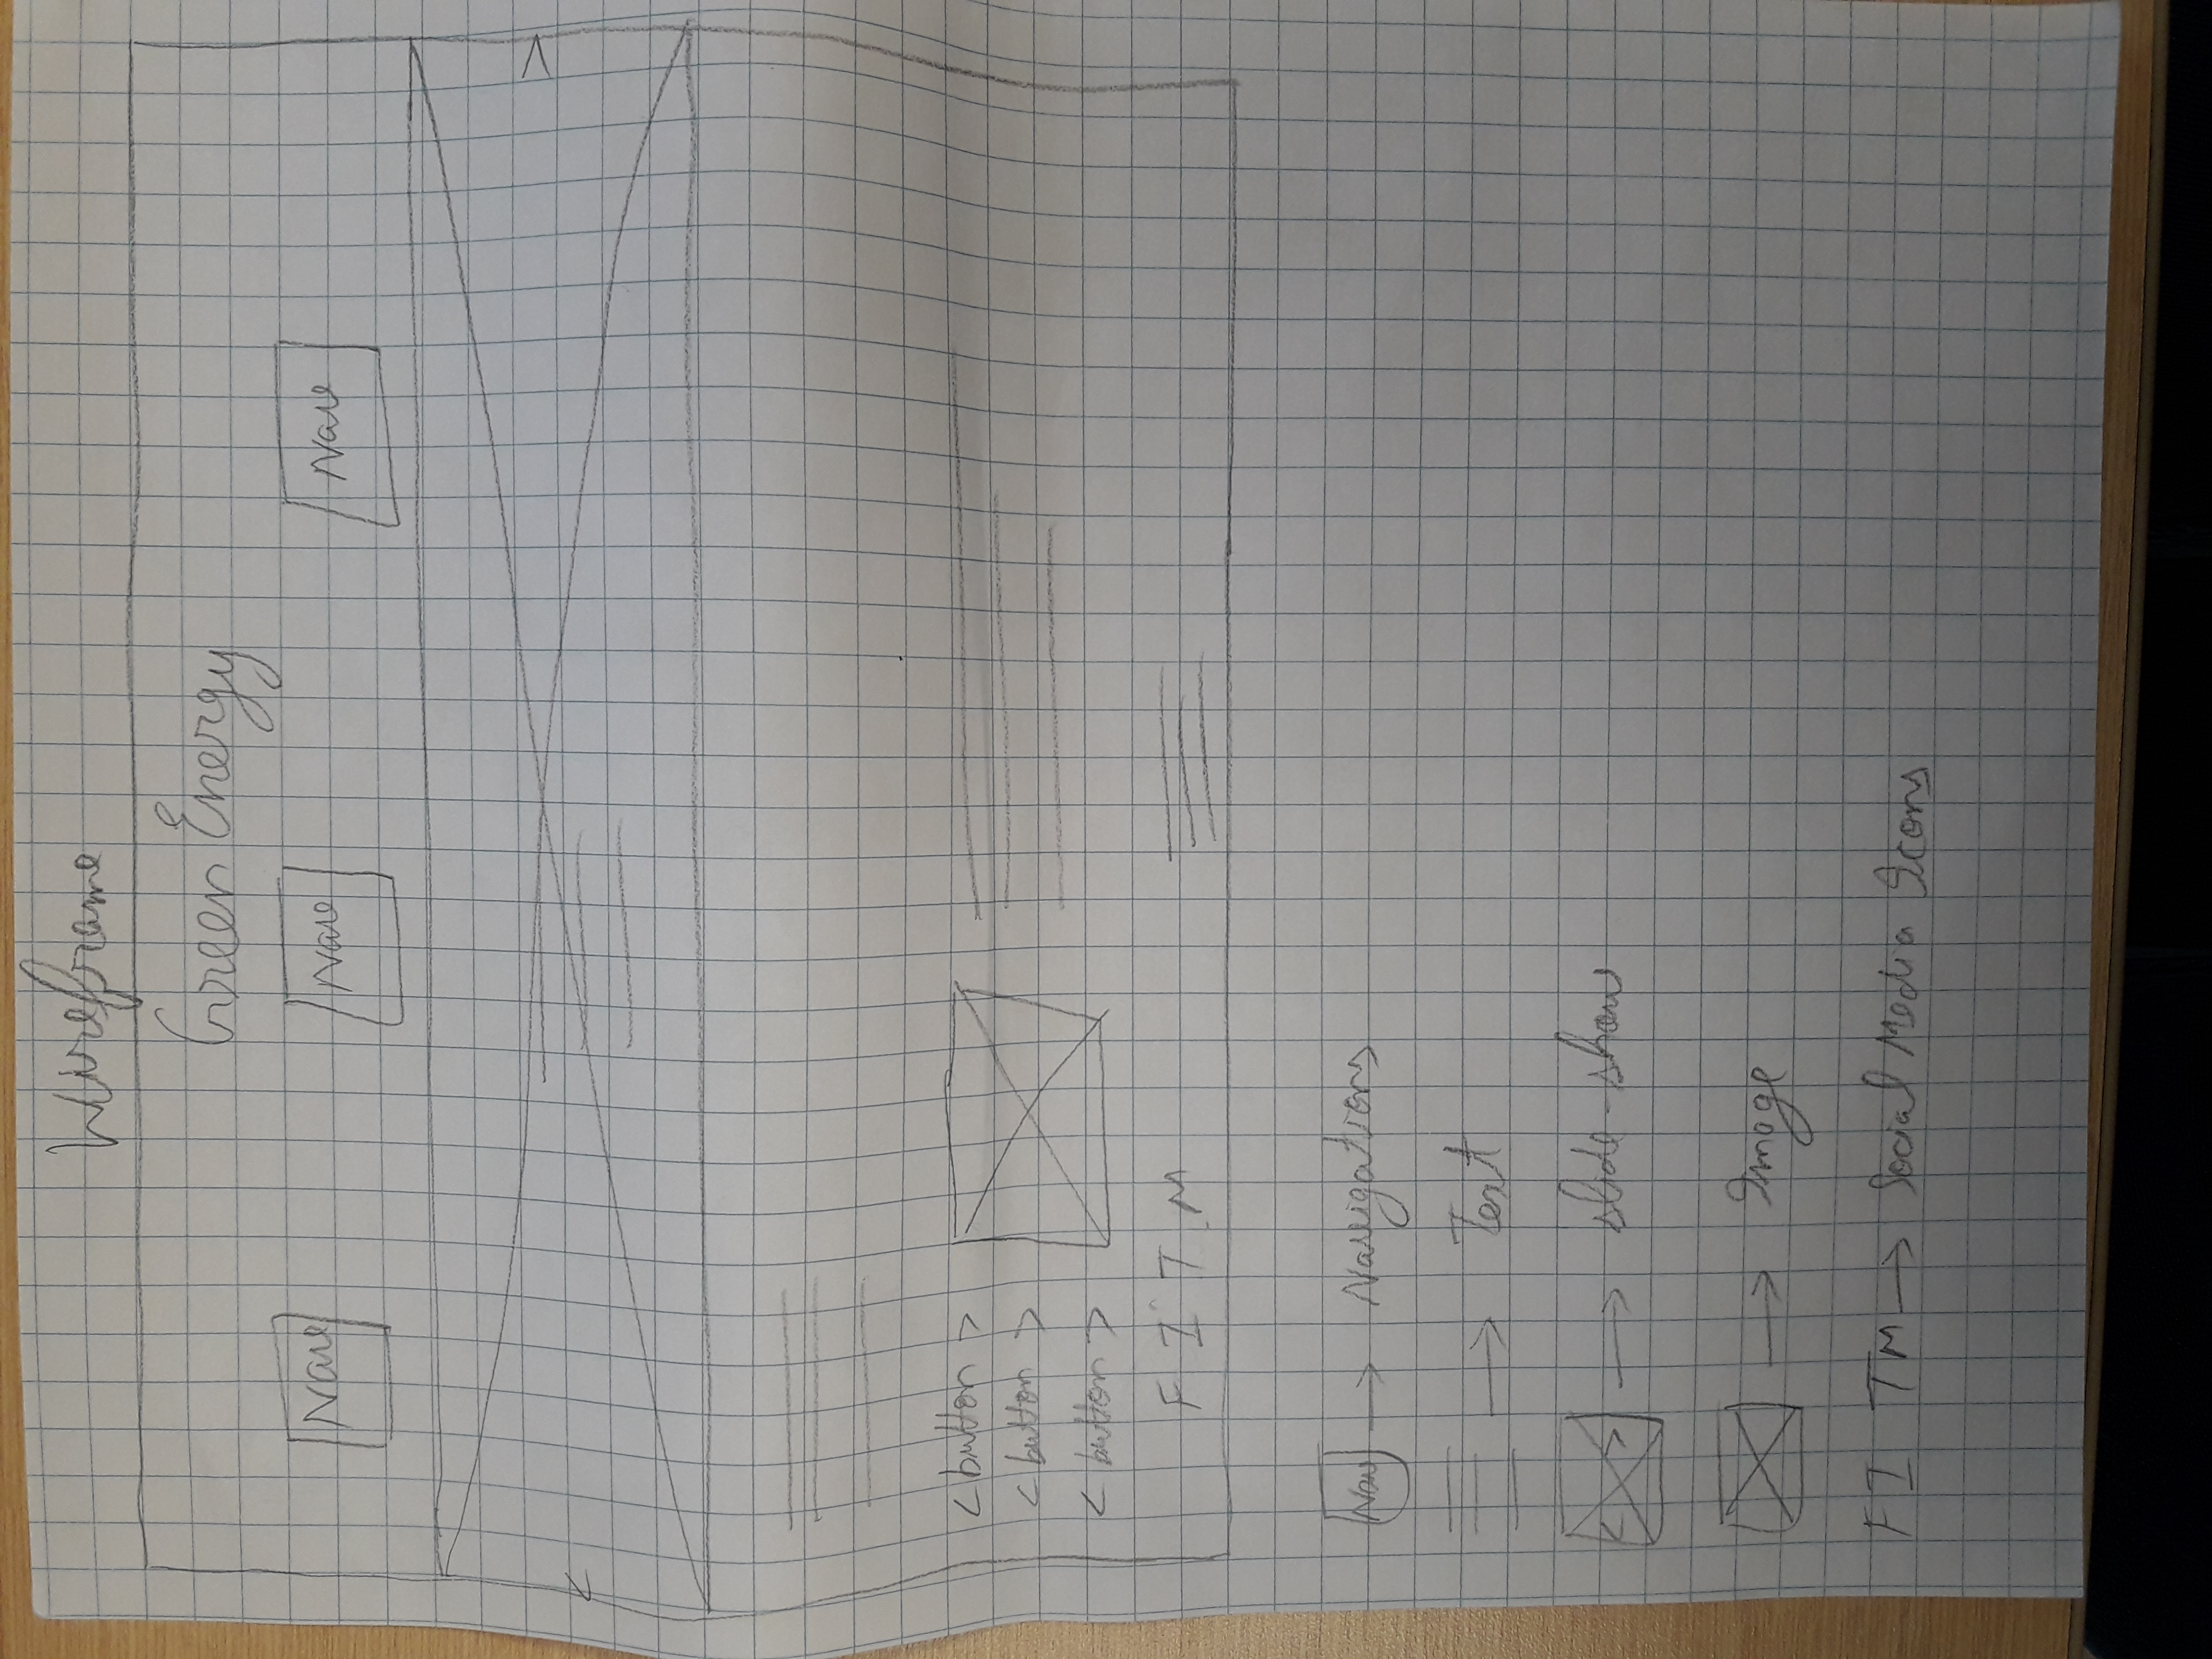 Wireframe
Green Energy
Nav Nav Nav
< >
< button >
< button >
< button >
F I T M
Nav → Navigations
→ Text
< > → slide-show
→ Image
F I T M → Social Media Icons